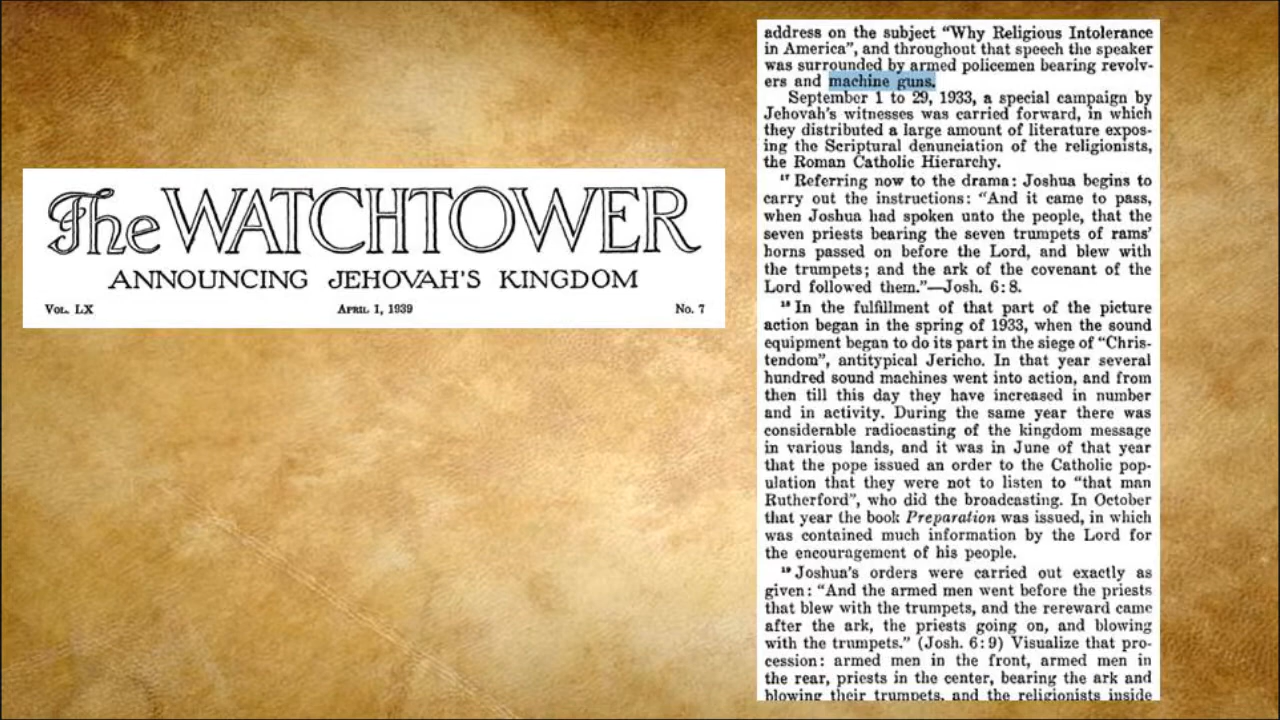 The WATCHTOWER
ANNOUNCING JEHOVAH'S KINGDOM
VOL. LX APRIL 1, 1939 No. 7
address on the subject “Why Religious Intolerance
in America”, and throughout that speech the speaker
was surrounded by armed policemen bearing revolv-
ers and machine guns.
September 1 to 29, 1933, a special campaign by
Jehovah's witnesses was carried forward, in which
they distributed a large amount of literature expos-
ing the Scriptural denunciation of the religionists,
the Roman Catholic Hierarchy.
¹⁷ Referring now to the drama: Joshua begins to
carry out the instructions: “And it came to pass,
when Joshua had spoken unto the people, that the
seven priests bearing the seven trumpets of rams'
horns passed on before the Lord, and blew with
the trumpets; and the ark of the covenant of the
Lord followed them.”—Josh. 6:8.
¹⁸ In the fulfillment of that part of the picture
action began in the spring of 1933, when the sound
equipment began to do its part in the siege of “Chris-
tendom”, antitypical Jericho. In that year several
hundred sound machines went into action, and from
then till this day they have increased in number
and in activity. During the same year there was
considerable radiocasting of the kingdom message
in various lands, and it was in June of that year
that the pope issued an order to the Catholic pop-
ulation that they were not to listen to “that man
Rutherford”, who did the broadcasting. In October
that year the book Preparation was issued, in which
was contained much information by the Lord for
the encouragement of his people.
¹⁹ Joshua's orders were carried out exactly as
given: “And the armed men went before the priests
that blew with the trumpets, and the rereward came
after the ark, the priests going on, and blowing
with the trumpets.” (Josh. 6:9) Visualize that pro-
cession: armed men in the front, armed men in
the rear, priests in the center, bearing the ark and
blowing their trumpets, and the religionists inside